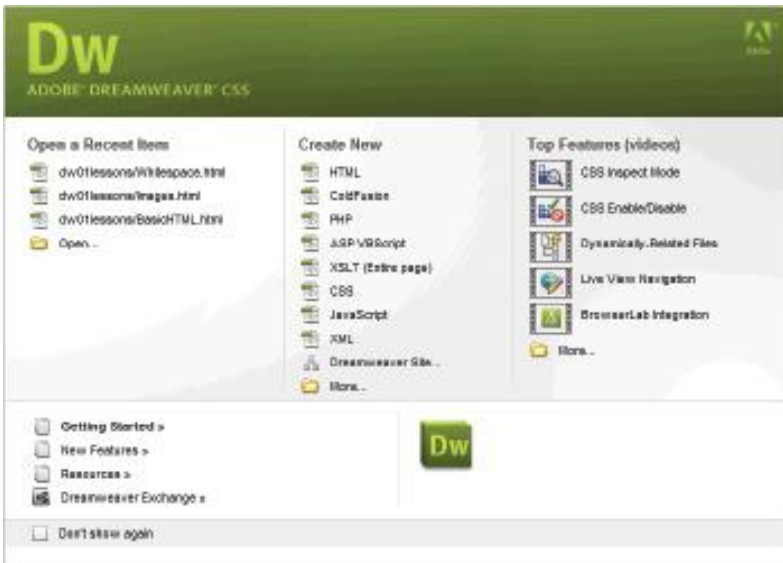 Dw
ADOBE® DREAMWEAVER® CS5
Adobe
Open a Recent Item
dw01lessons/Whitespace.html
dw01lessons/Images.html
dw01lessons/BasicHTML.html
Open...
Create New
HTML
ColdFusion
PHP
ASP VBScript
XSLT (Entire page)
CSS
JavaScript
XML
Dreamweaver Site...
More...
Top Features (videos)
CSS Inspect Mode
CSS Enable/Disable
Dynamically-Related Files
Live View Navigation
BrowserLab Integration
More...
Getting Started »
New Features »
Resources »
Dreamweaver Exchange »
Dw
Don't show again